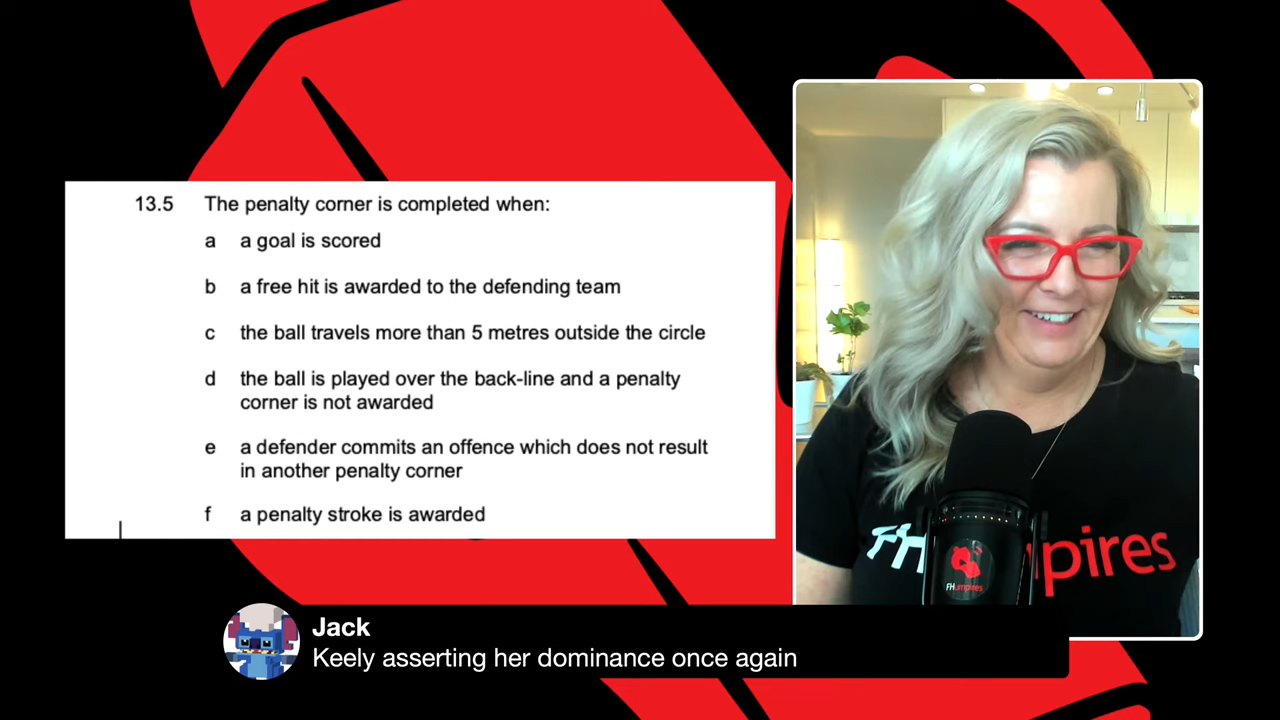 13.5 The penalty corner is completed when:
a a goal is scored
b a free hit is awarded to the defending team
c the ball travels more than 5 metres outside the circle
d the ball is played over the back-line and a penalty
corner is not awarded
e a defender commits an offence which does not result
in another penalty corner
f a penalty stroke is awarded
FH pires
FHumpires
Jack
Keely asserting her dominance once again